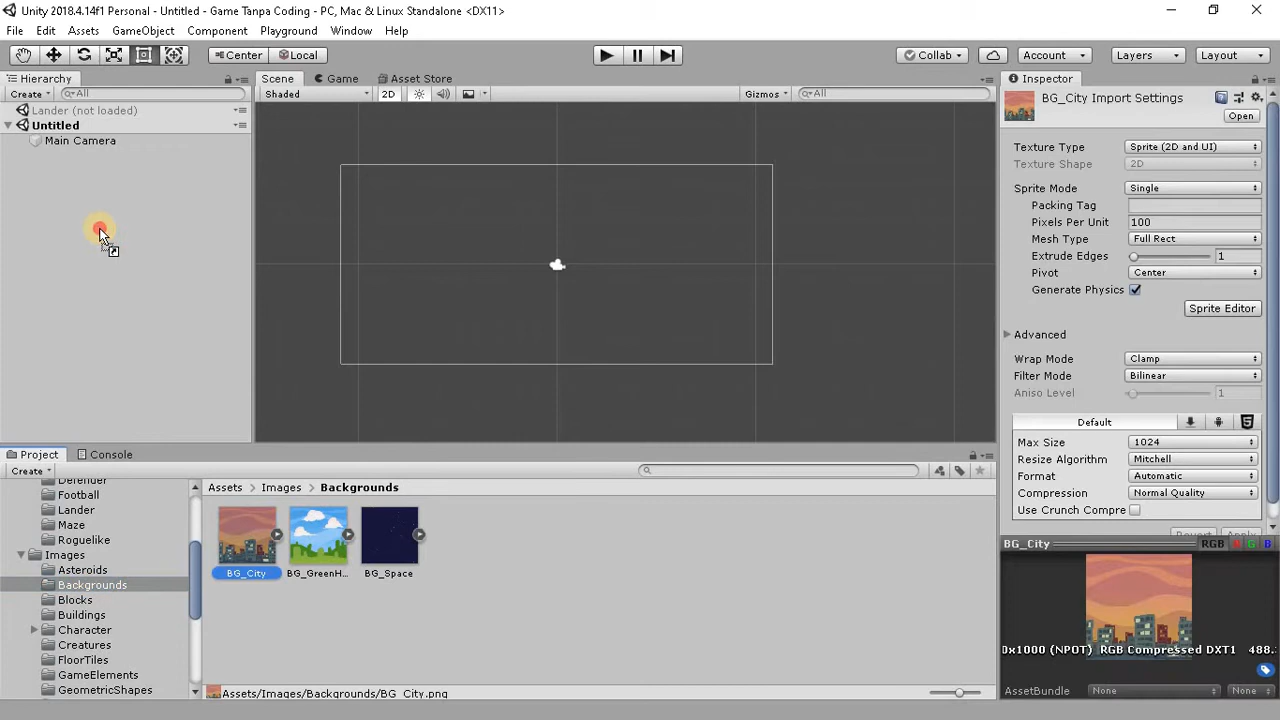 Unity 2018.4.14f1 Personal - Untitled - Game Tanpa Coding - PC, Mac & Linux Standalone <DX11>
File Edit Assets GameObject Component Playground Window Help
Center Local Collab Account Layers Layout
Hierarchy
Create All
Lander (not loaded)
Untitled
Main Camera
Scene Game Asset Store
Shaded 2D Gizmos All
Inspector
BG_City Import Settings
Open
Texture Type Sprite (2D and UI)
Texture Shape 2D
Sprite Mode Single
Packing Tag
Pixels Per Unit 100
Mesh Type Full Rect
Extrude Edges 1
Pivot Center
Generate Physics
Sprite Editor
Advanced
Wrap Mode Clamp
Filter Mode Bilinear
Aniso Level 1
Default
Max Size 1024
Resize Algorithm Mitchell
Format Automatic
Compression Normal Quality
Use Crunch Compre
Revert Apply
BG_City RGB R G B
0x1000 (NPOT) RGB Compressed DXT1 488.
AssetBundle None None
Project Console
Create
Defender
Football
Lander
Maze
Roguelike
Images
Asteroids
Backgrounds
Blocks
Buildings
Character
Creatures
FloorTiles
GameElements
GeometricShapes
Assets Images Backgrounds
BG_City BG_GreenH... BG_Space
Assets/Images/Backgrounds/BG_City.png